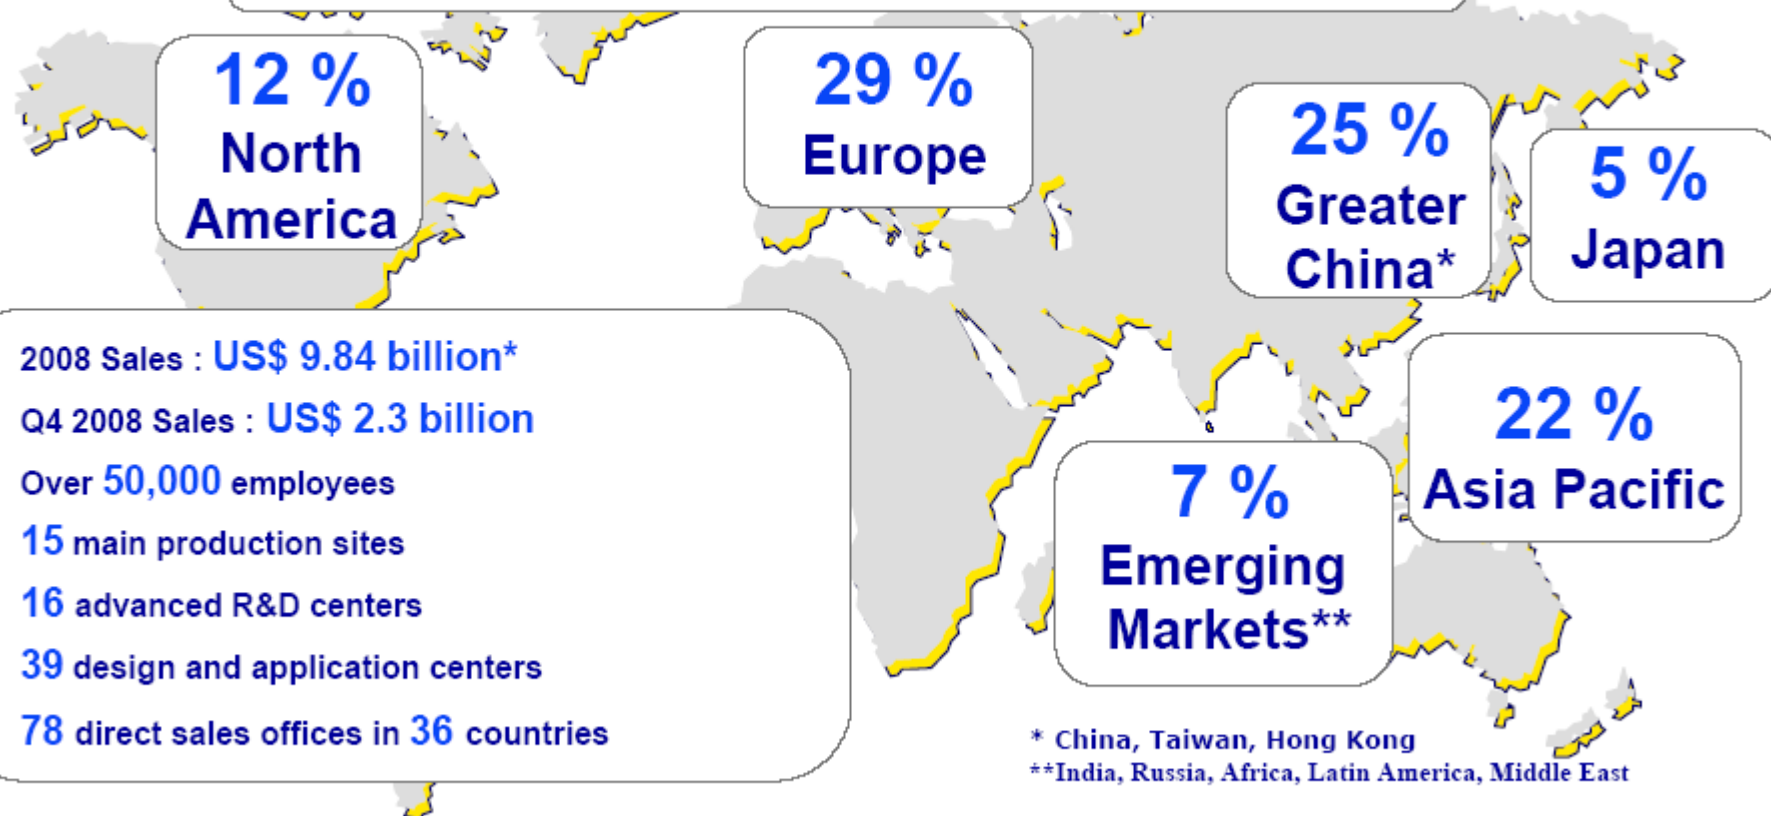 12 %
North
America
29 %
Europe
25 %
Greater
China*
5 %
Japan
2008 Sales : US$ 9.84 billion*
Q4 2008 Sales : US$ 2.3 billion
Over 50,000 employees
15 main production sites
16 advanced R&D centers
39 design and application centers
78 direct sales offices in 36 countries
22 %
Asia Pacific
7 %
Emerging
Markets**
* China, Taiwan, Hong Kong
**India, Russia, Africa, Latin America, Middle East